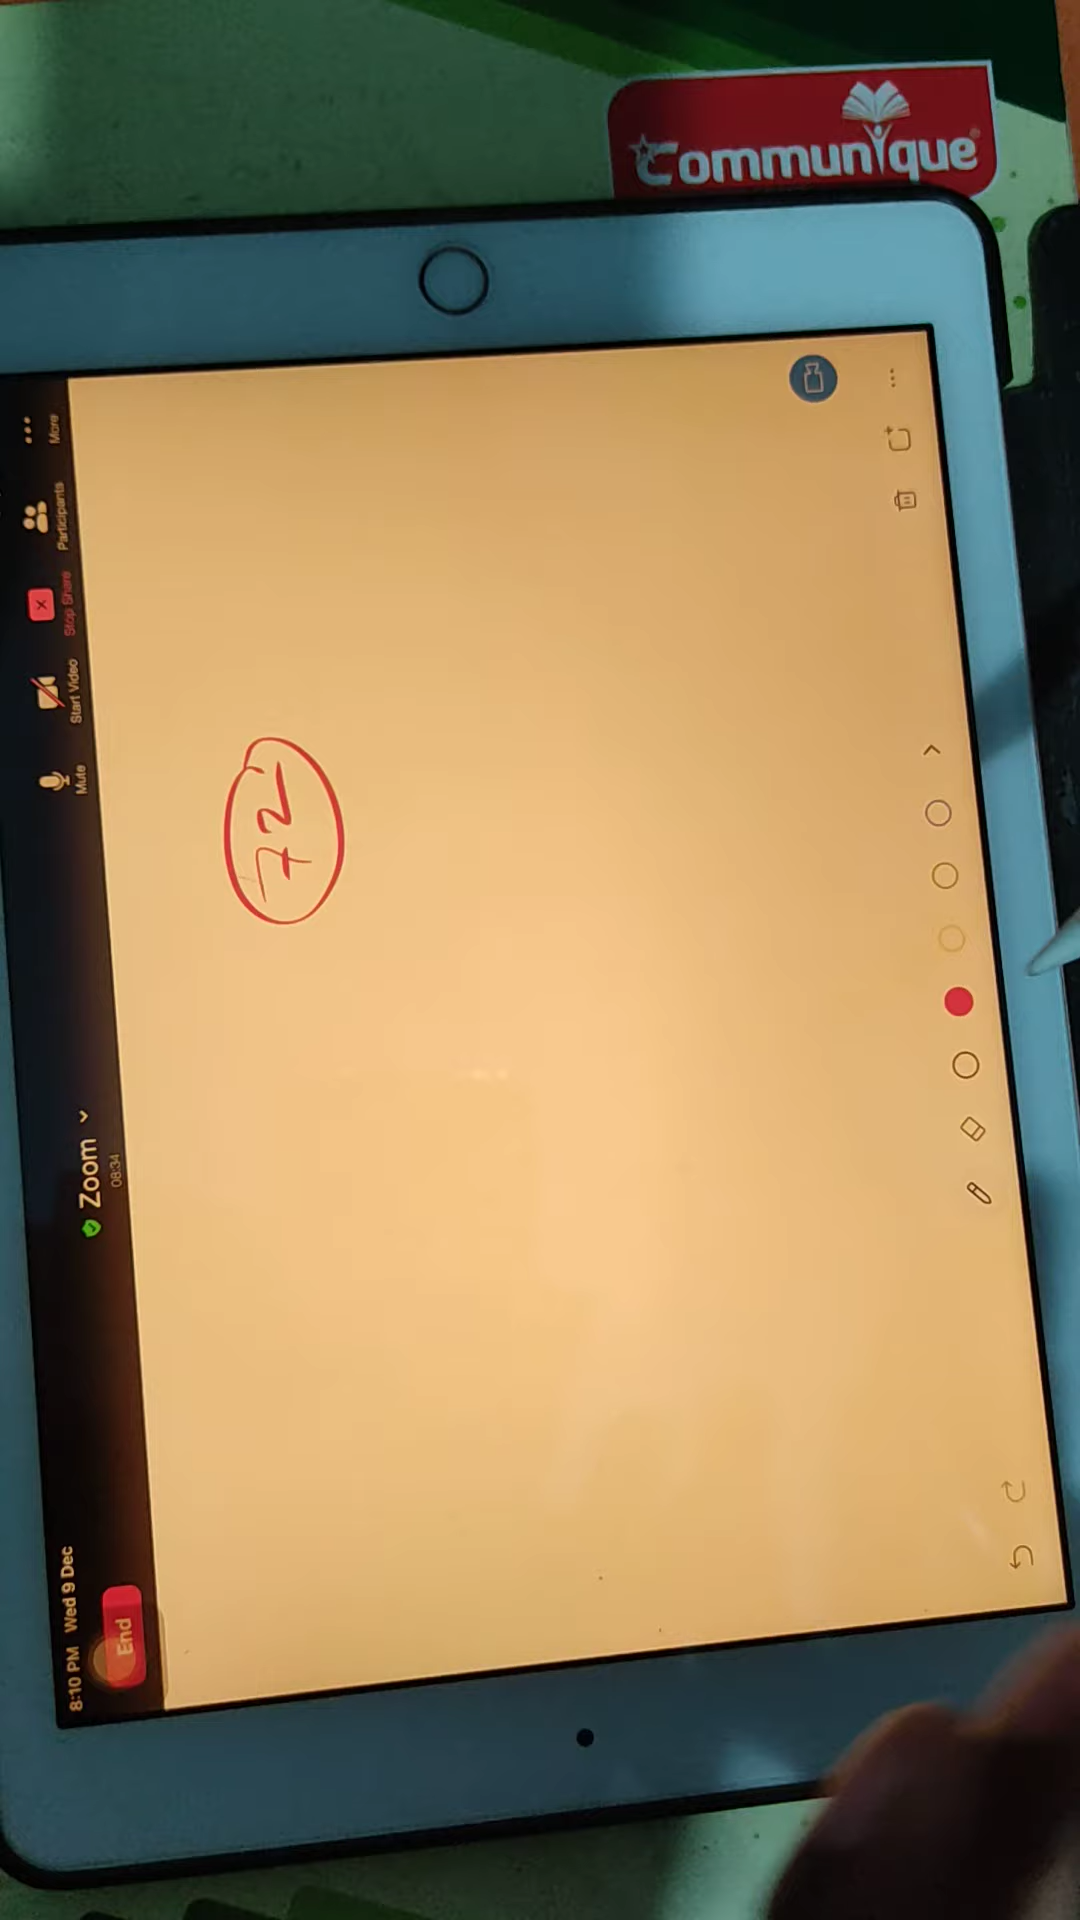 Communique
More
Participants
Stop Share
Start Video
Mute
Zoom
08:34
8:10 PM Wed 9 Dec
End
72